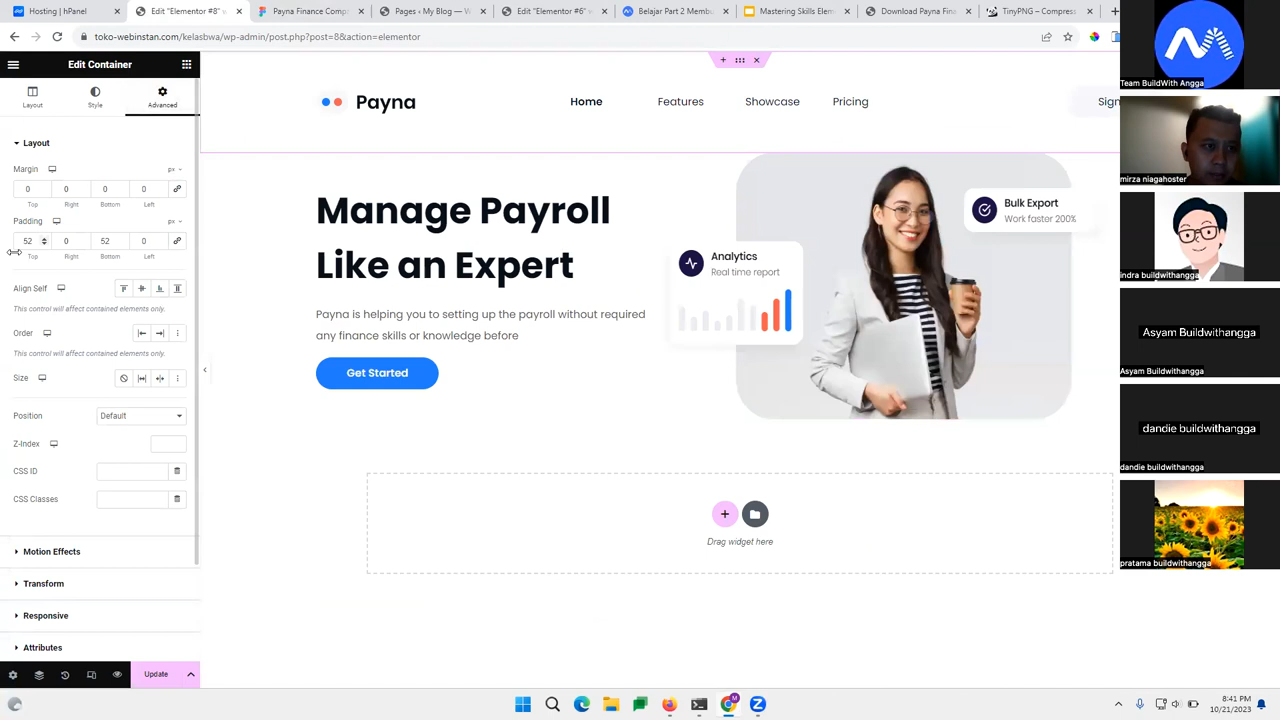 Hosting | hPanel
Edit "Elementor #8" wi
Payna Finance Comp
Pages ‹ My Blog — W
Edit "Elementor #6" w
Belajar Part 2 Membu
Mastering Skills Elem
Download Payna Fin
TinyPNG – Compress
toko-webinstan.com/kelasbwa/wp-admin/post.php?post=8&action=elementor
Edit Container
Layout
Style
Advanced
Layout
Margin
px
0
0
0
0
Top
Right
Bottom
Left
Padding
px
52
0
52
0
Top
Right
Bottom
Left
Align Self
This control will affect contained elements only.
Order
This control will affect contained elements only.
Size
Position
Default
Z-Index
CSS ID
CSS Classes
Motion Effects
Transform
Responsive
Attributes
Update
Payna
Home
Features
Showcase
Pricing
Sign
Manage Payroll
Like an Expert
Payna is helping you to setting up the payroll without required
any finance skills or knowledge before
Get Started
Analytics
Real time report
Bulk Export
Work faster 200%
Drag widget here
Team BuildWith Angga
mirza niagahoster
indra buildwithangga
Asyam Buildwithangga
Asyam Buildwithangga
dandie buildwithangga
dandie buildwithangga
pratama buildwithangga
M
8:41 PM
10/21/2023